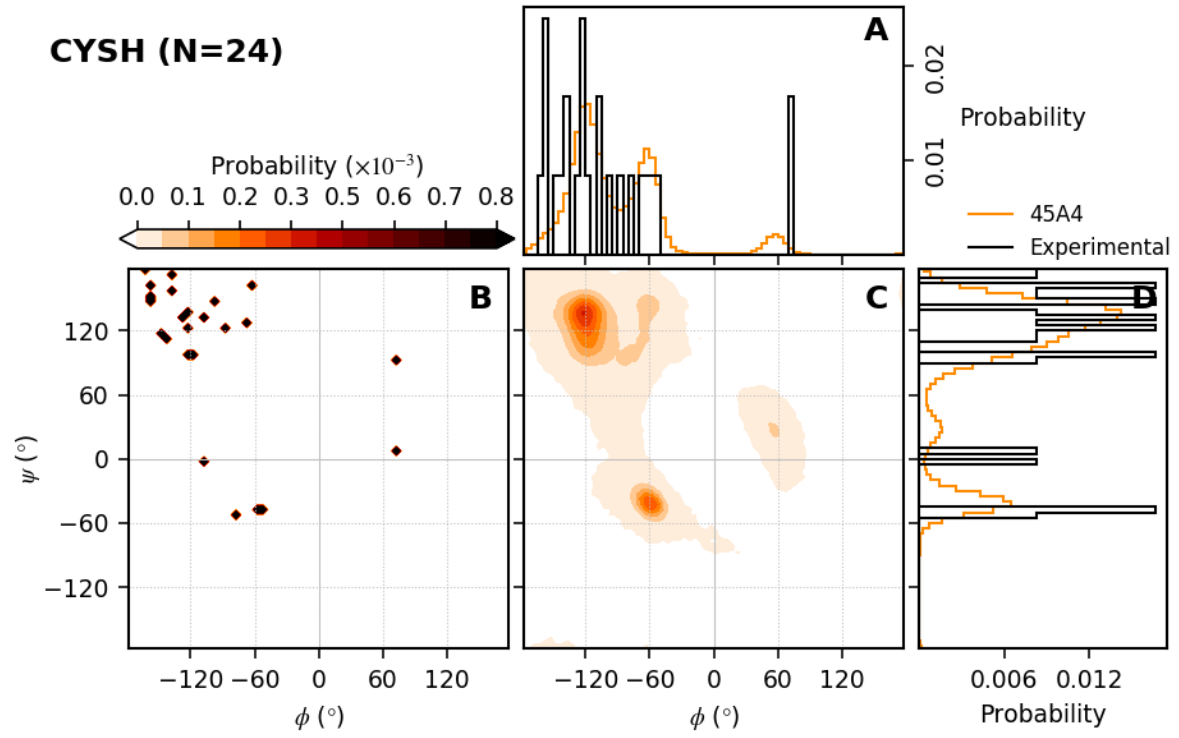 CYSH (N=24)
A
0.02
0.01
Probability
Probability (×10⁻³)
0.0 0.1 0.2 0.3 0.4 0.5 0.6 0.7 0.8
45A4
Experimental
B
C
D
120
60
0
−60
−120
ψ (°)
−120 −60 0 60 120
ϕ (°)
−120 −60 0 60 120
ϕ (°)
0.006 0.012
Probability